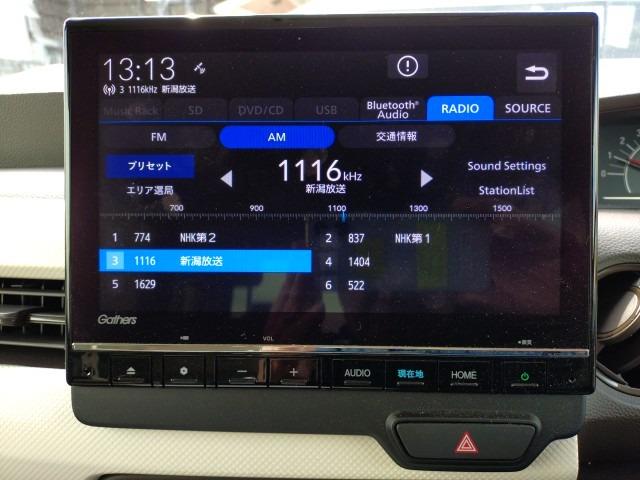 13:13
3 1116kHz 新潟放送
Music Rack SD DVD/CD USB Bluetooth® Audio RADIO SOURCE
FM AM 交通情報
プリセット
エリア選局
1116 kHz
新潟放送
Sound Settings
StationList
700 900 1100 1300 1500
1 774 NHK第2
2 837 NHK第1
3 1116 新潟放送
4 1404
5 1629
6 522
Gathers
VOL
− +
AUDIO 現在地 HOME